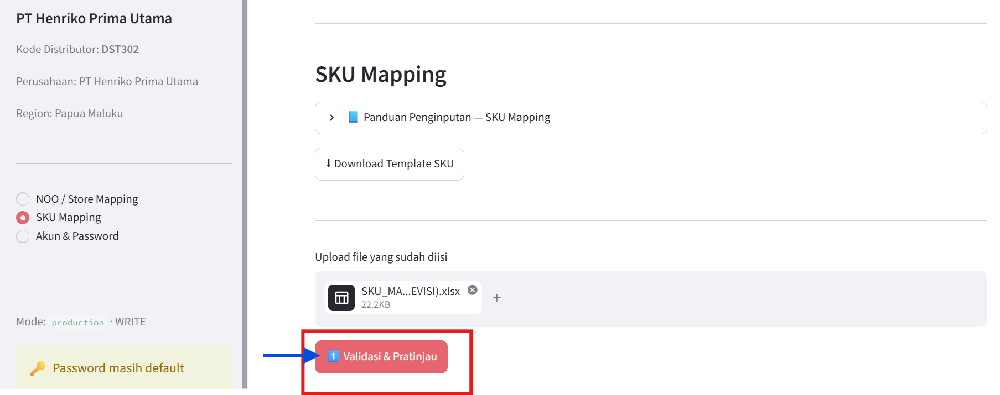 PT Henriko Prima Utama
Kode Distributor: DST302
Perusahaan: PT Henriko Prima Utama
Region: Papua Maluku
NOO / Store Mapping
SKU Mapping
Akun & Password
Mode: production · WRITE
🔑 Password masih default
SKU Mapping
📘 Panduan Penginputan — SKU Mapping
⬇ Download Template SKU
Upload file yang sudah diisi
SKU_MA...EVISI).xlsx
22.2KB
1️⃣ Validasi & Pratinjau